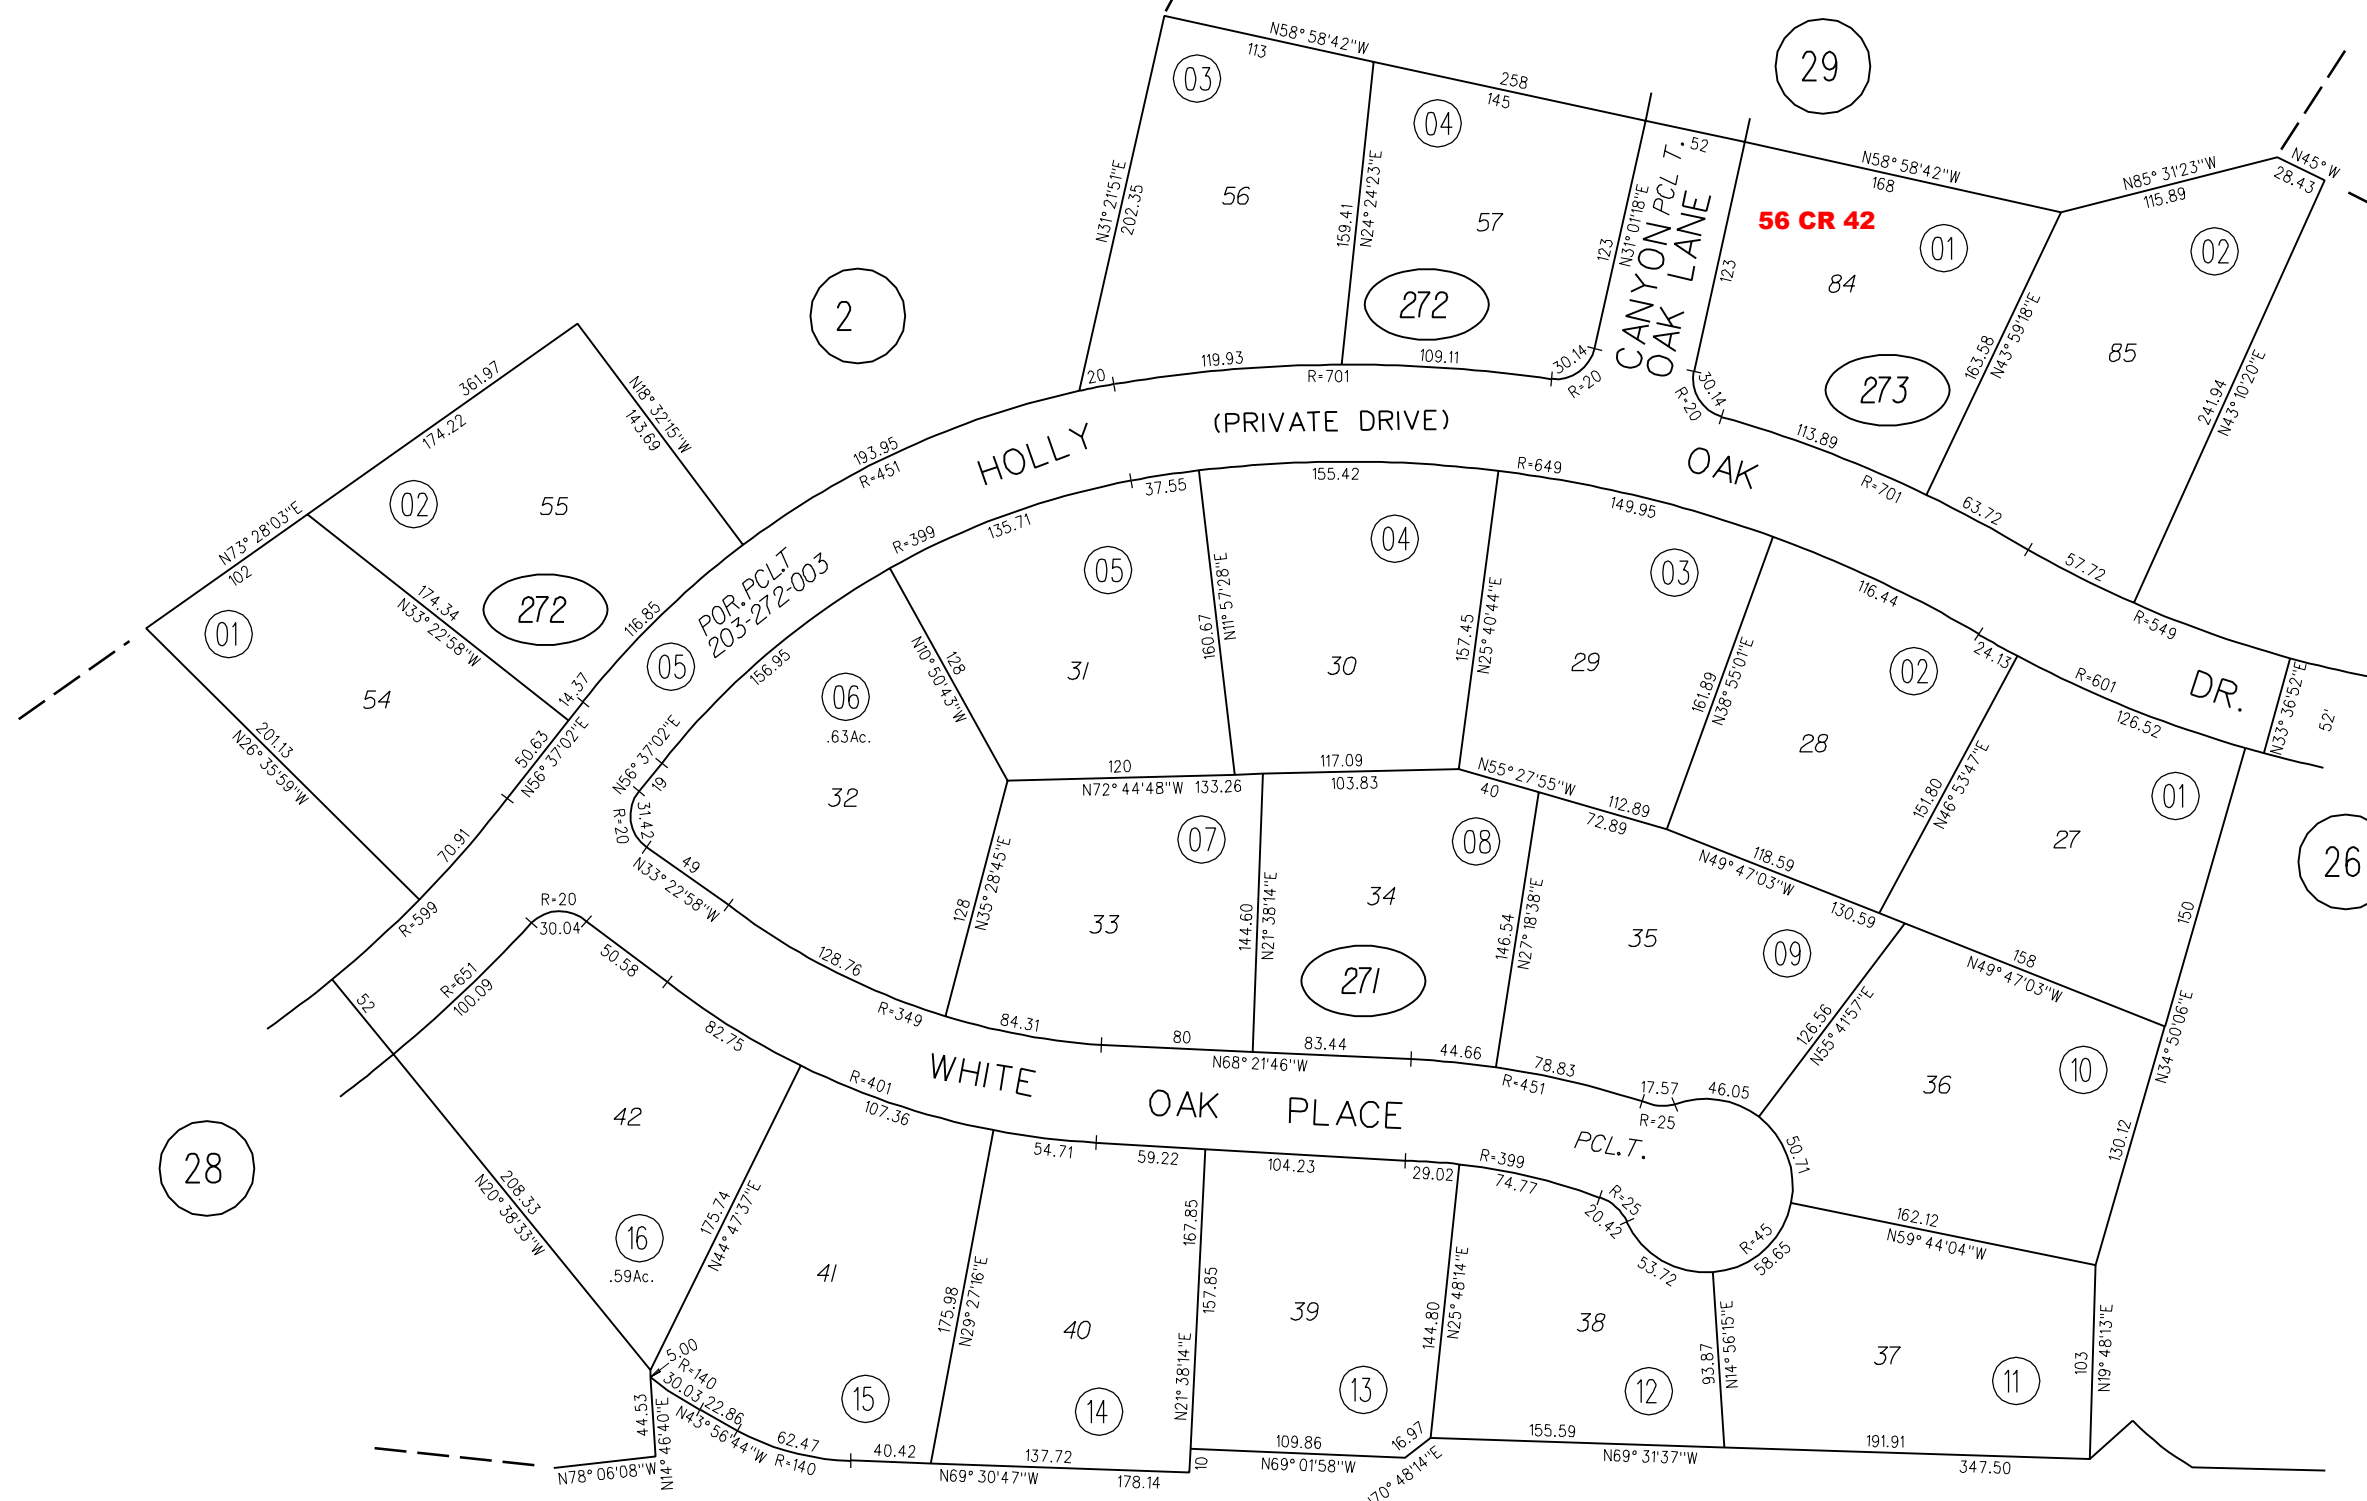 N58°58'42"W
113
258
145
29
03
04
52
N58°58'42"W
168
N85°31'23"W
115.89
N45°W
28.43
56
57
N31°21'51"E
202.35
159.41
N24°24'23"E
123
N31°01'18"E
CANYON PCL T.
OAK LANE
123
56 CR 42
01
84
02
85
163.58
N43°59'18"E
241.94
N43°10'20"E
2
272
273
20
119.93
R=701
109.11
30.14
R=20
30.14
R=20
113.89
R=701
63.72
57.72
R=549
361.97
174.22
N18°32'15"W
143.69
193.95
R=451
HOLLY
(PRIVATE DRIVE)
OAK
DR.
N73°28'03"E
102
02
55
272
01
54
174.34
N33°22'58"W
116.85
14.37
50.63
N56°37'02"E
70.91
R=599
201.13
N26°35'59"W
POR. PCL.T
203-272-003
05
R=399
135.71
37.55
155.42
R=649
149.95
116.44
24.13
R=601
126.52
N33°36'52"E
52'
156.95
N56°37'02"E
19
31.42
R=20
49
N33°22'58"W
06
.63Ac.
32
128
N10°50'43"W
05
31
160.67
N11°57'28"E
04
30
157.45
N25°40'44"E
03
29
161.89
N38°55'01"E
02
28
151.80
N46°53'47"E
01
27
26
150
120
N72°44'48"W
133.26
117.09
103.83
N55°27'55"W
40
112.89
72.89
118.59
N49°47'03"W
130.59
158
N49°47'03"W
128
N35°28'45"E
07
33
144.60
N21°38'14"E
08
34
271
146.54
N27°18'38"E
35
09
126.56
N55°41'57"E
36
10
N34°50'06"E
130.12
R=20
30.04
50.58
R=651
100.09
52
128.76
R=349
84.31
80
N68°21'46"W
83.44
44.66
78.83
R=451
17.57
R=25
46.05
50.71
82.75
R=401
107.36
WHITE
OAK
PLACE
PCL.T.
54.71
59.22
104.23
29.02
R=399
74.77
R=25
20.42
53.72
R=45
58.65
162.12
N59°44'04"W
28
42
208.33
N20°38'33"W
16
.59Ac.
175.74
N44°47'37"E
41
15
175.98
N29°27'16"E
40
14
167.85
157.85
N21°38'14"E
39
13
144.80
N25°48'14"E
38
12
93.87
N14°56'15"E
37
11
103
N19°48'13"E
5.00
R=140
30.03
22.86
N43°56'44"W
44.53
N14°46'40"E
N78°06'08"W
62.47
R=140
40.42
137.72
N69°30'47"W
178.14
10
109.86
N69°01'58"W
16.97
'70°48'14"E
155.59
N69°31'37"W
191.91
347.50